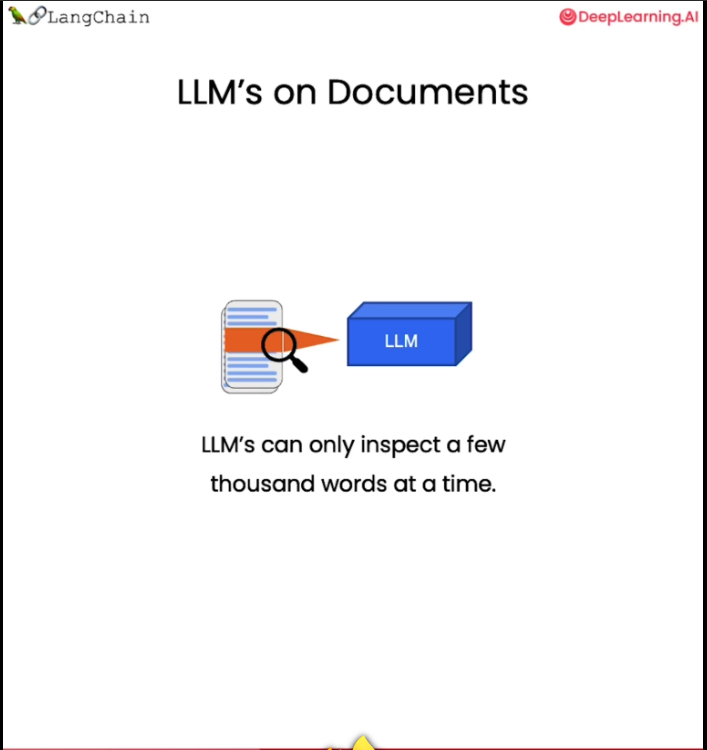 LangChain
DeepLearning.AI
LLM's on Documents
LLM
LLM's can only inspect a few
thousand words at a time.